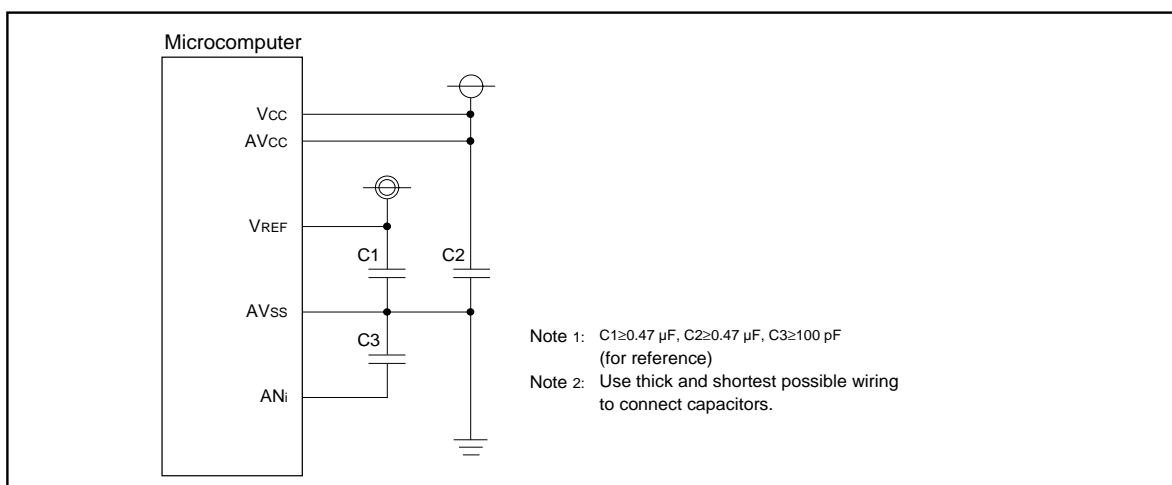 Microcomputer
VCC
AVCC
VREF
C1
C2
AVSS
C3
ANi
Note 1: C1≥0.47 µF, C2≥0.47 µF, C3≥100 pF
(for reference)
Note 2: Use thick and shortest possible wiring
to connect capacitors.